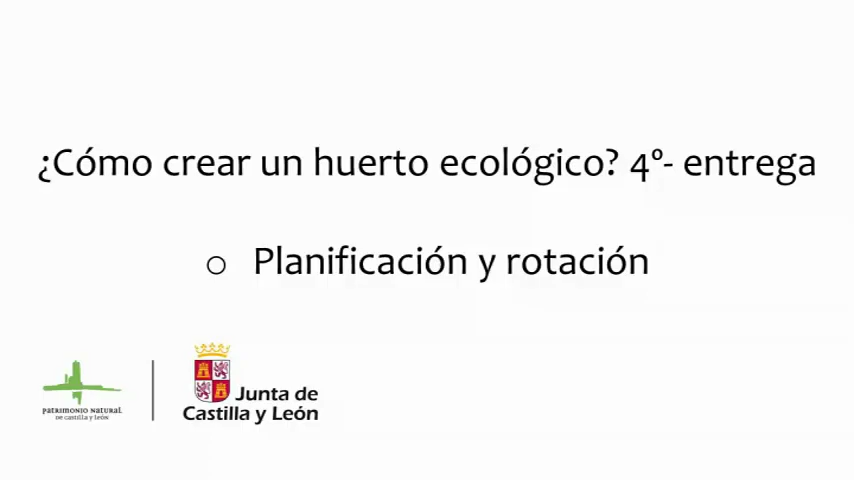 ¿Cómo crear un huerto ecológico? 4º- entrega
o Planificación y rotación
PATRIMONIO NATURAL
DE CASTILLA Y LEÓN
Junta de
Castilla y León